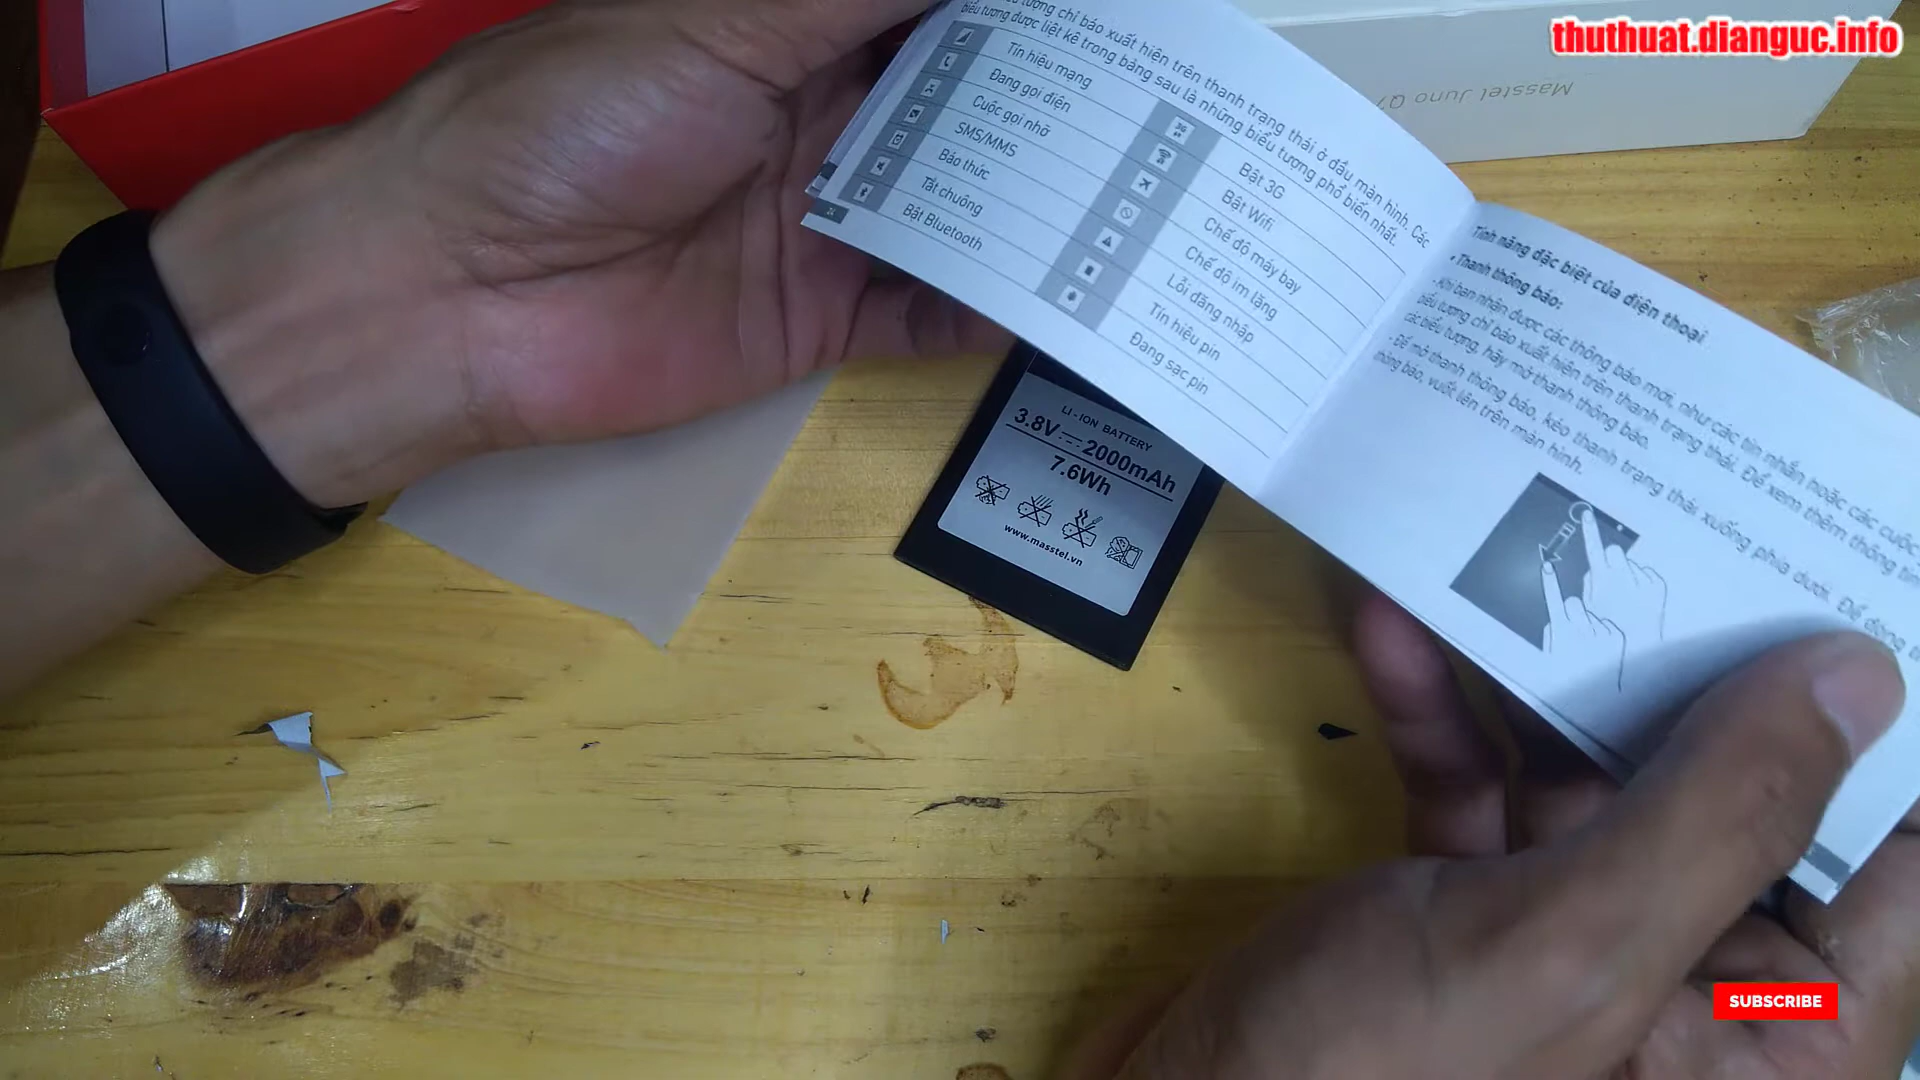 thuthuat.dianguc.info
Masstel Juno Q7
tượng chỉ báo xuất hiện trên thanh trạng thái ở đầu màn hình. Các
biểu tượng được liệt kê trong bảng sau là những biểu tượng phổ biến nhất.
Tín hiệu mạng
Đang gọi điện
Cuộc gọi nhỡ
SMS/MMS
Báo thức
Tắt chuông
Bật Bluetooth
Bật 3G
Bật Wifi
Chế độ máy bay
Chế độ im lặng
Lỗi đăng nhập
Tín hiệu pin
Đang sạc pin
Tính năng đặc biệt của điện thoại
• Thanh thông báo:
- Khi bạn nhận được các thông báo mới, như các tin nhắn hoặc các cuộc
biểu tượng chỉ báo xuất hiện trên thanh trạng thái. Để xem thêm thông tin
các biểu tượng, hãy mở thanh thông báo.
- Để mở thanh thông báo, kéo thanh trạng thái xuống phía dưới. Để đóng
thông báo, vuốt lên trên màn hình.
LI-ION BATTERY
3.8V 2000mAh
7.6Wh
www.masstel.vn
SUBSCRIBE